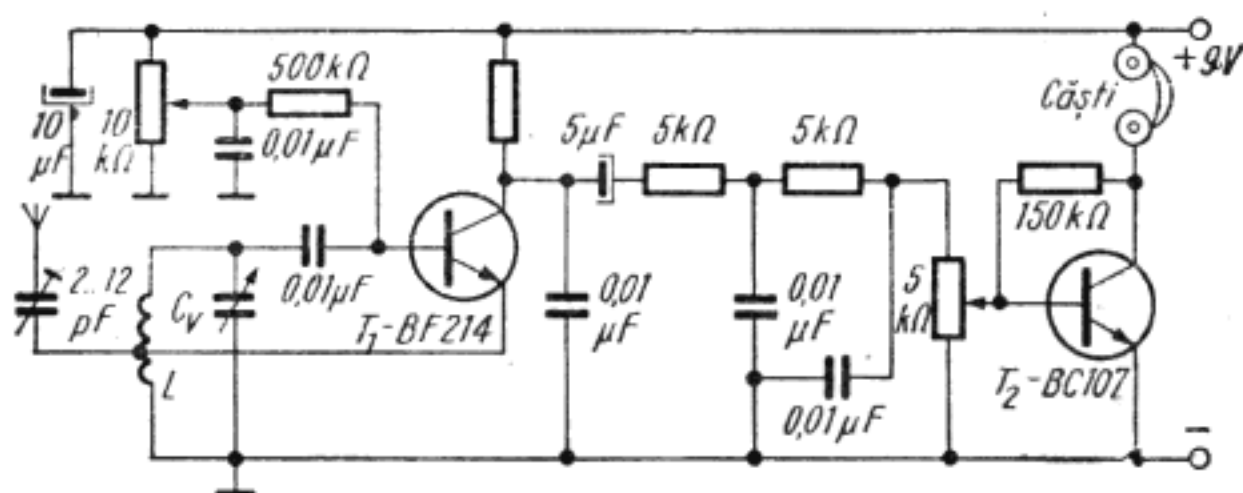 +9V
Căști
500kΩ
10
μF
10
kΩ
0,01μF
5μF
5kΩ
5kΩ
150kΩ
2..12
pF
Cv
0,01μF
T1-BF214
0,01
μF
0,01
μF
5
kΩ
L
0,01μF
T2-BC107
-